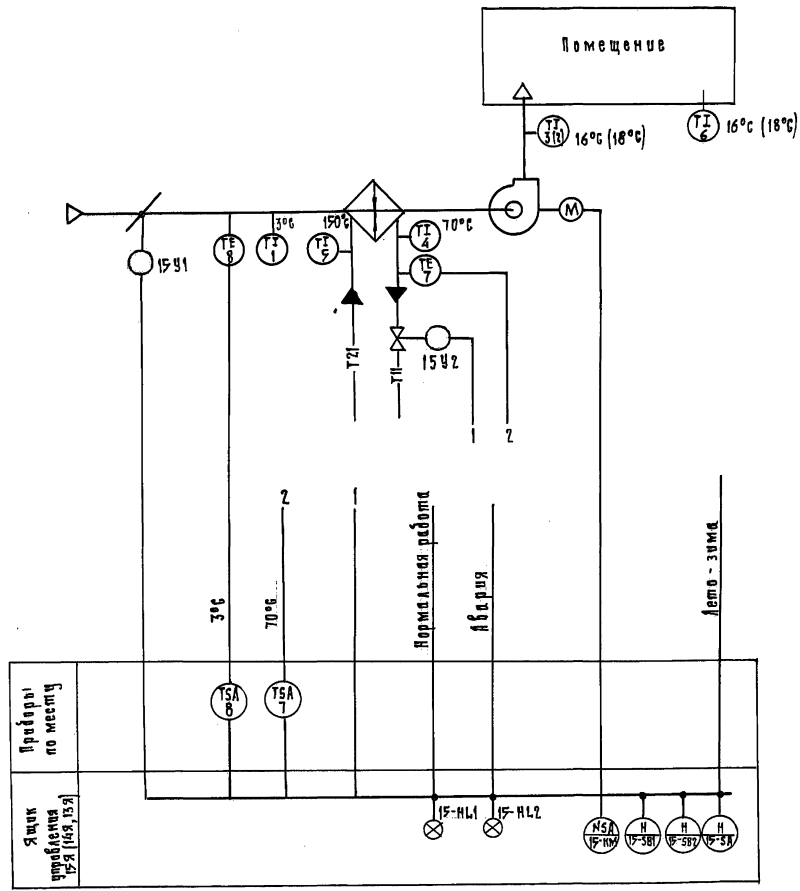 Помещение
TI
3(2)
16°C (18°C)
TI
6
16°C (18°C)
M
3°C
150°C
70°C
15У1
TE
8
TI
1
TI
5
TI
4
TE
7
15У2
T21
T11
1
2
2
1
3°C
70°C
Нормальная работа
Авария
Лето - зима
Приборы
по месту
TSA
8
TSA
7
Ящик
управления
15Я (14Я, 13Я)
15-HL1
15-HL2
NSA
15-KM
H
15-SB1
H
15-SB2
H
15-SA